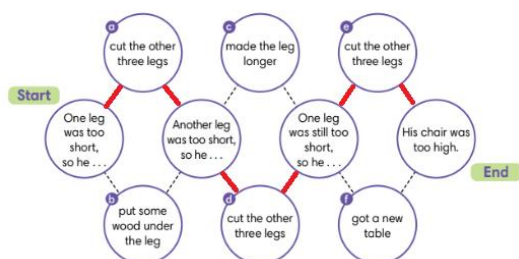 a
cut the other
three legs
c
made the leg
longer
e
cut the other
three legs
Start
One leg
was too
short,
so he . . .
Another leg
was too short,
so he . . .
One leg
was still too
short,
so he . . .
His chair was
too high.
End
b
put some
wood under
the leg
d
cut the other
three legs
f
got a new
table